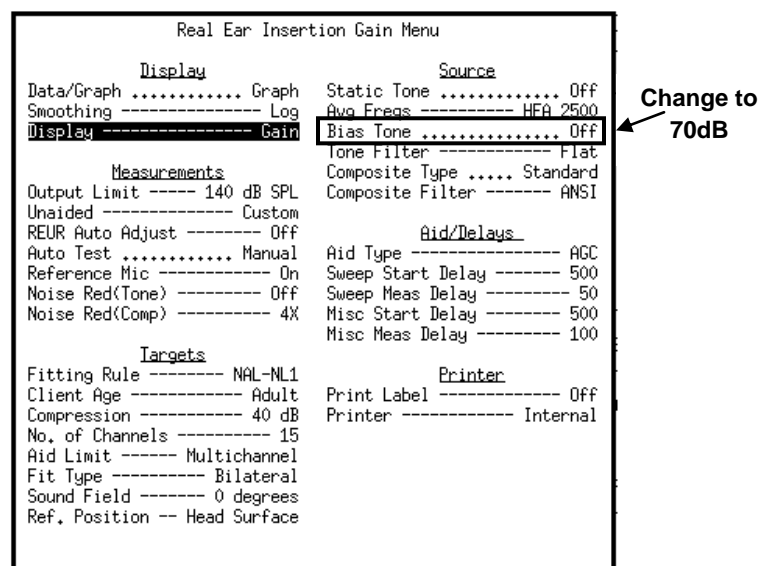 Real Ear Insertion Gain Menu
Display
Data/Graph ............ Graph
Smoothing ---------------- Log
Display ---------------- Gain
Measurements
Output Limit ----- 140 dB SPL
Unaided -------------- Custom
REUR Auto Adjust -------- Off
Auto Test ............ Manual
Reference Mic ------------ On
Noise Red(Tone) --------- Off
Noise Red(Comp) ---------- 4X
Targets
Fitting Rule -------- NAL-NL1
Client Age ------------ Adult
Compression ----------- 40 dB
No. of Channels ---------- 15
Aid Limit ------ Multichannel
Fit Type ---------- Bilateral
Sound Field ------- 0 degrees
Ref. Position -- Head Surface
Source
Static Tone ............. Off
Avg Freqs ---------- HFA 2500
Bias Tone ............... Off
Tone Filter ------------ Flat
Composite Type ..... Standard
Composite Filter ------- ANSI
Aid/Delays
Aid Type ---------------- AGC
Sweep Start Delay ------- 500
Sweep Meas Delay --------- 50
Misc Start Delay -------- 500
Misc Meas Delay --------- 100
Printer
Print Label ------------- Off
Printer ------------ Internal
Change to
70dB